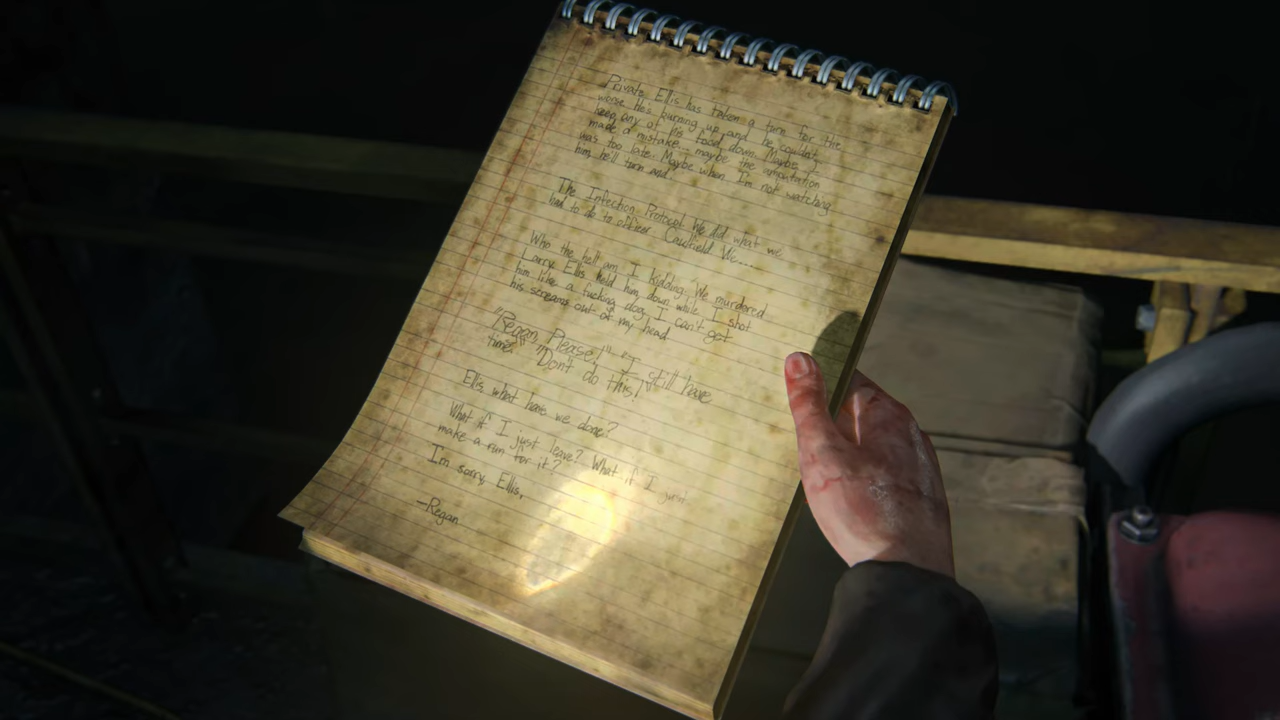 Private Ellis has taken a turn for the
worse. He's burning up and he couldn't
keep any of his food down. Maybe I
made a mistake - maybe the amputation
was too late. Maybe when I'm not watching
him, he'll turn and...
The Infection Protocol. We did what we
had to do to officer Caulfield. We...
Who the hell am I kidding. We murdered
Larry. Ellis held him down while I shot
him like a fucking dog. I can't get
his screams out of my head.
"Regan, Please!" "I still have
time." "Don't do this!"
Ellis what have we done?
What if I just leave? What if I just
make a run for it?
I'm sorry, Ellis.
-Regan